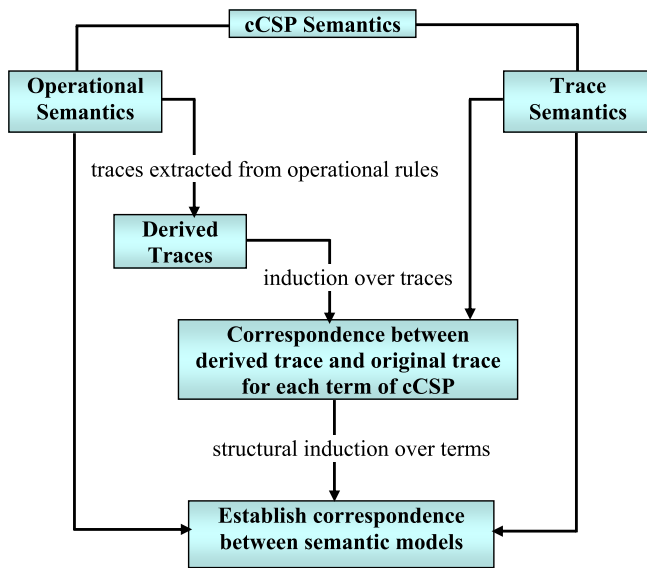 cCSP Semantics
Operational
Semantics
Trace
Semantics
traces extracted from operational rules
Derived
Traces
induction over traces
Correspondence between
derived trace and original trace
for each term of cCSP
structural induction over terms
Establish correspondence
between semantic models